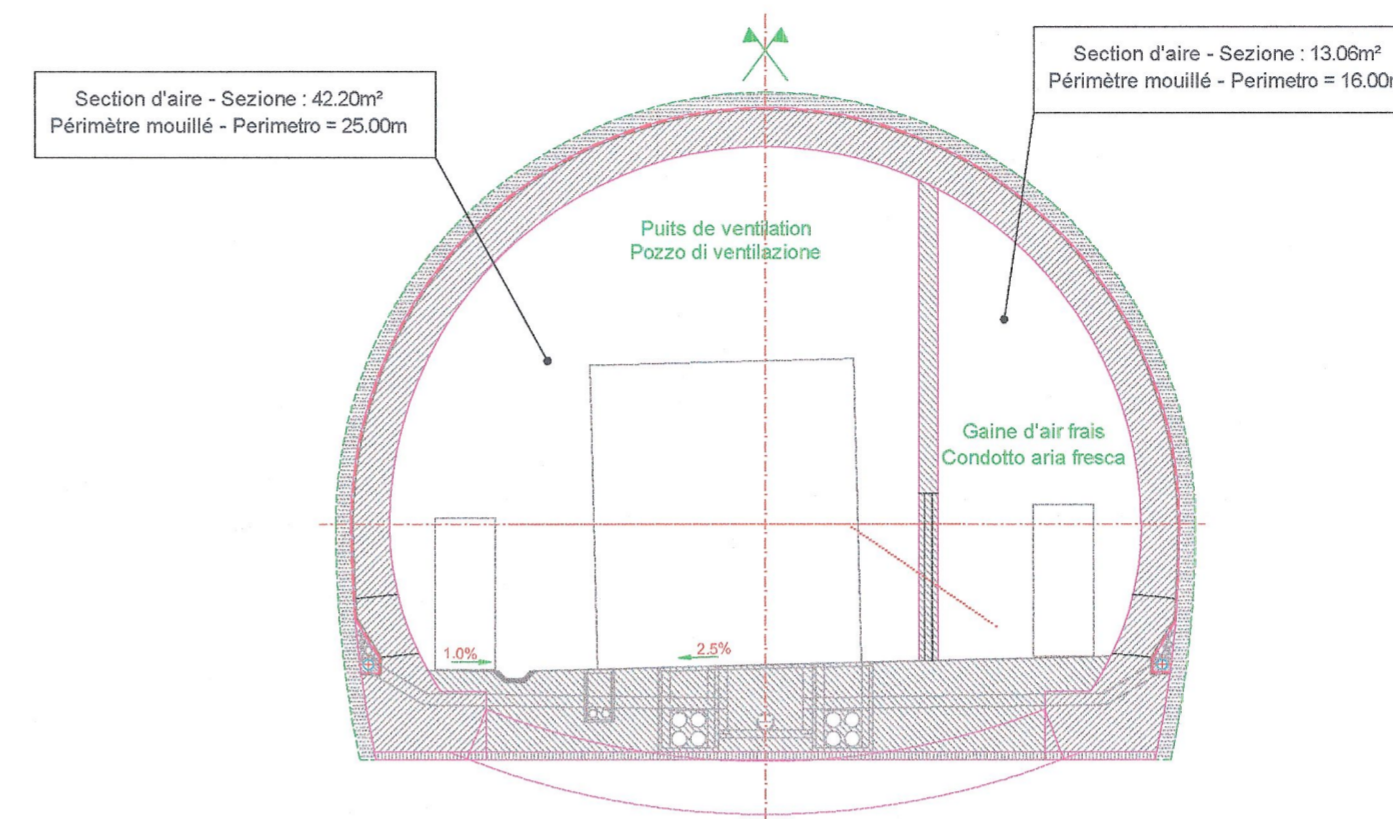 Section d'aire - Sezione : 42.20m²
Périmètre mouillé - Perimetro = 25.00m
Section d'aire - Sezione : 13.06m²
Périmètre mouillé - Perimetro = 16.00m
Puits de ventilation
Pozzo di ventilazione
Gaine d'air frais
Condotto aria fresca
1.0%
2.5%